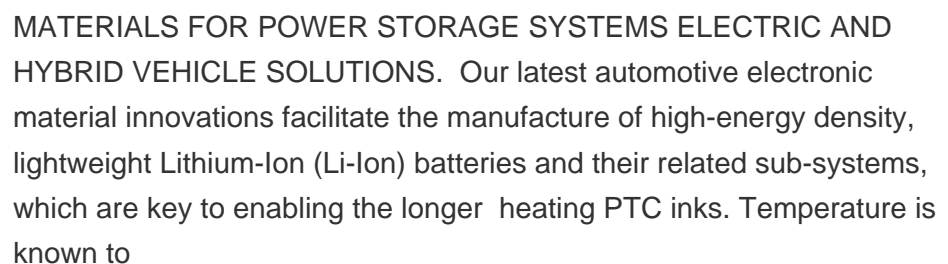 MATERIALS FOR POWER STORAGE SYSTEMS ELECTRIC AND
HYBRID VEHICLE SOLUTIONS.  Our latest automotive electronic
material innovations facilitate the manufacture of high-energy density,
lightweight Lithium-Ion (Li-Ion) batteries and their related sub-systems,
which are key to enabling the longer  heating PTC inks. Temperature is
known to